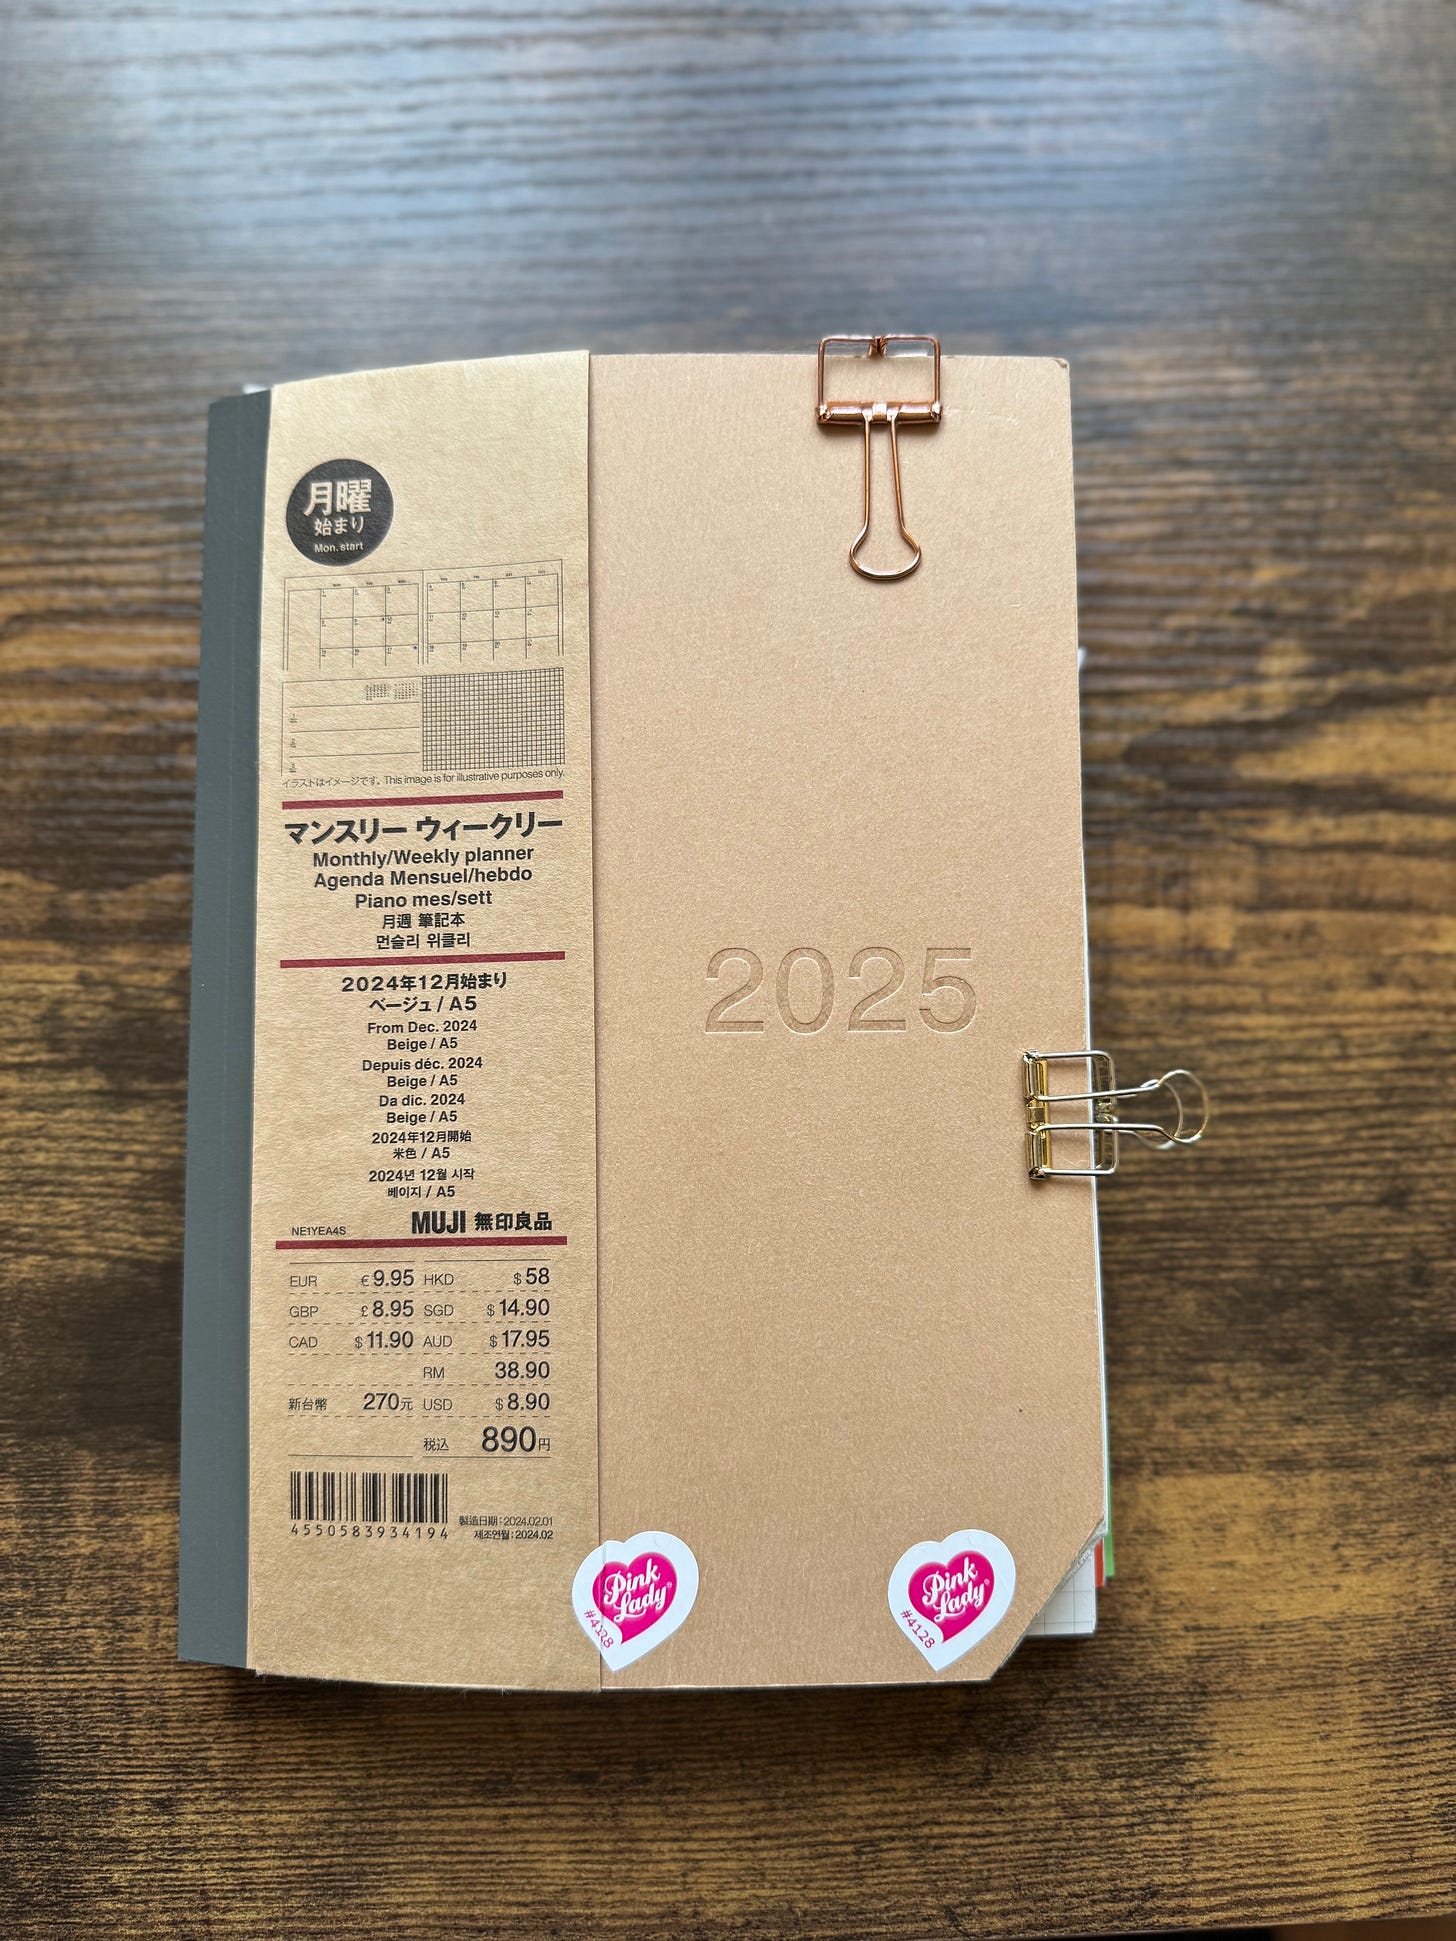 月曜
始まり
Mon. start
イラストはイメージです。This image is for illustrative purposes only.
マンスリー ウィークリー
Monthly/Weekly planner
Agenda Mensuel/hebdo
Piano mes/sett
月週 筆記本
먼슬리 위클리
2024年12月始まり
ベージュ / A5
From Dec. 2024
Beige / A5
Depuis déc. 2024
Beige / A5
Da dic. 2024
Beige / A5
2024年12月開始
米色 / A5
2024년 12월 시작
베이지 / A5
NE1YEA4S MUJI 無印良品
EUR €9.95 HKD $58
GBP £8.95 SGD $14.90
CAD $11.90 AUD $17.95
RM 38.90
新台幣 270元 USD $8.90
税込 890円
4550583934194
製造日期:2024.02.01
제조연월:2024.02
2025
Pink
Lady®
#4128
Pink
Lady®
#4128